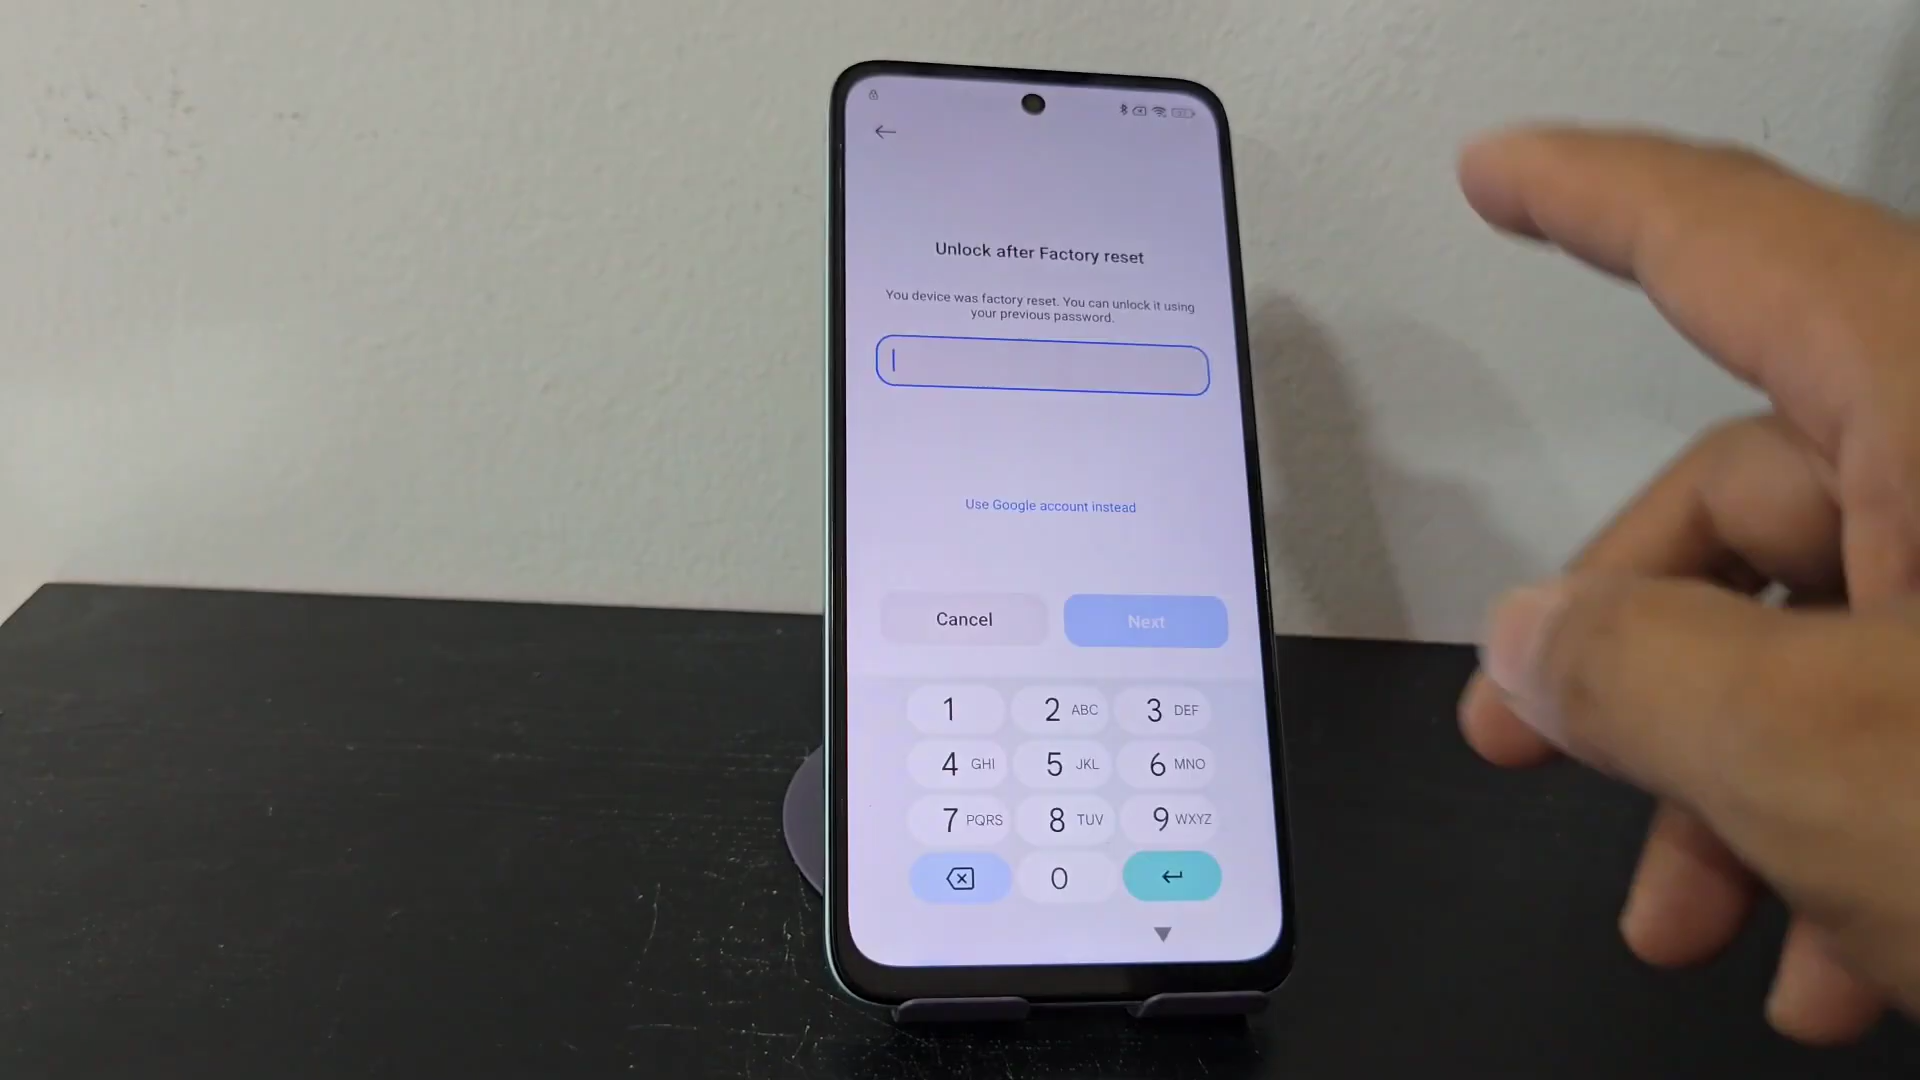 Unlock after Factory reset
You device was factory reset. You can unlock it using
your previous password.
Use Google account instead
Cancel Next
1 2 ABC 3 DEF
4 GHI 5 JKL 6 MNO
7 PQRS 8 TUV 9 WXYZ
0